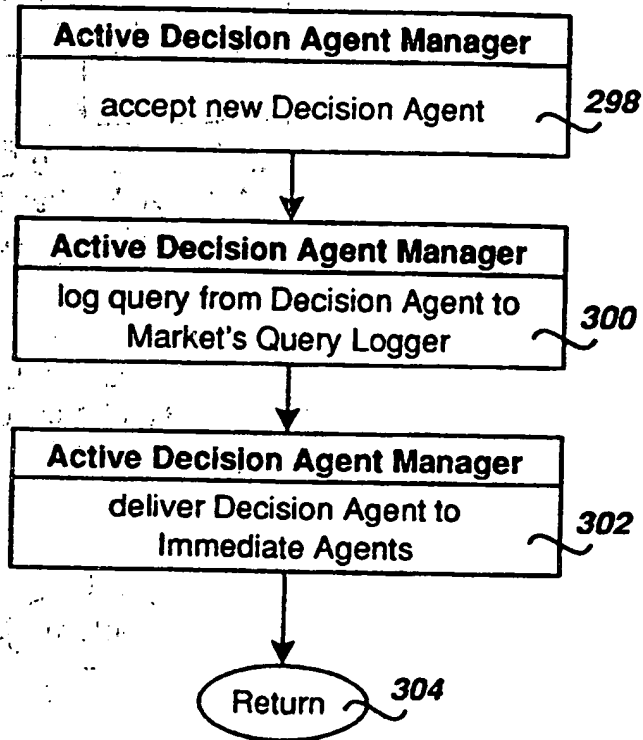 Active Decision Agent Manager
accept new Decision Agent
298
Active Decision Agent Manager
log query from Decision Agent to
Market's Query Logger
300
Active Decision Agent Manager
deliver Decision Agent to
Immediate Agents
302
Return
304